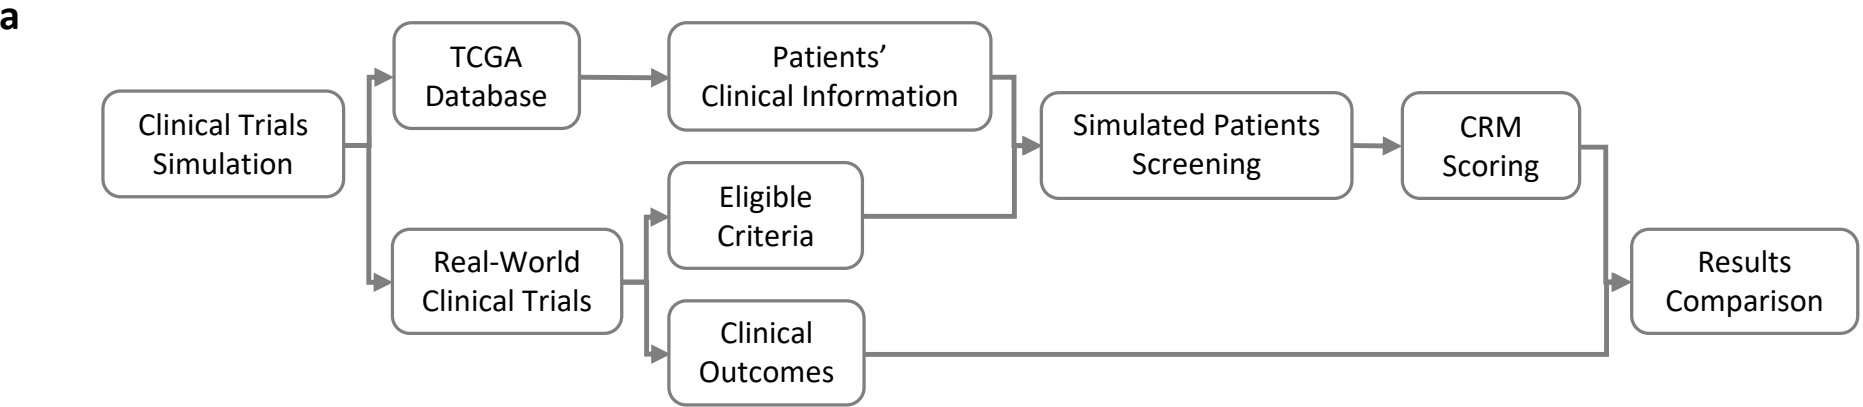 a
Clinical Trials
Simulation
TCGA
Database
Patients’
Clinical Information
Real-World
Clinical Trials
Eligible
Criteria
Clinical
Outcomes
Simulated Patients
Screening
CRM
Scoring
Results
Comparison